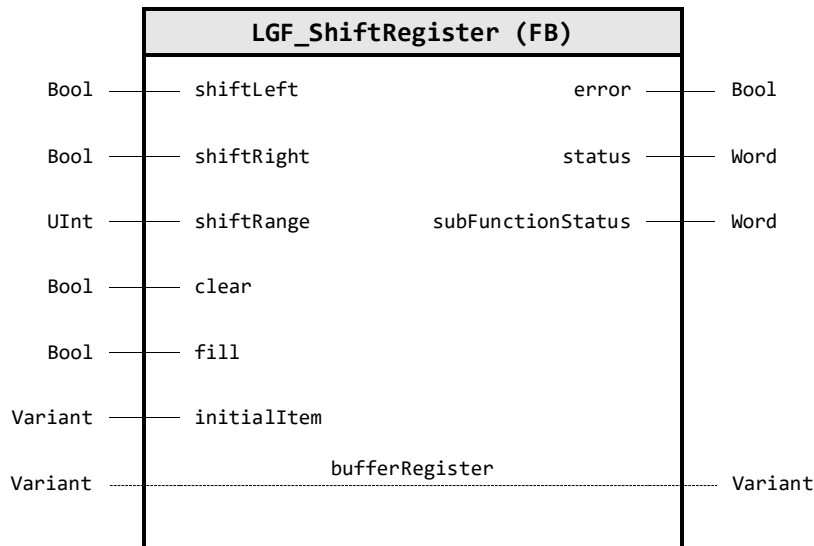 LGF_ShiftRegister (FB)
Bool shiftLeft error Bool
Bool shiftRight status Word
UInt shiftRange subFunctionStatus Word
Bool clear
Bool fill
Variant initialItem
bufferRegister
Variant Variant